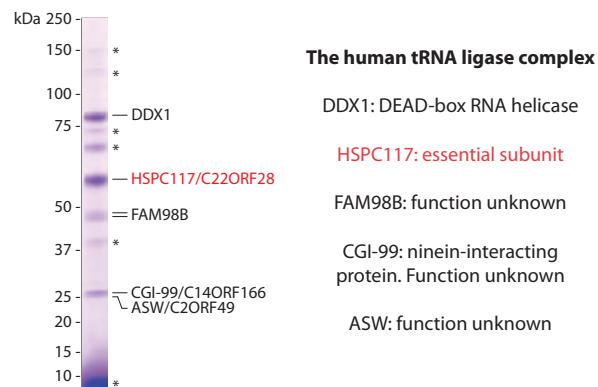 kDa 250 -
150 - *
*
100 -
DDX1
75 -
*
*
HSPC117/C22ORF28
50 -
FAM98B
*
37 -
CGI-99/C14ORF166
25 -
ASW/C2ORF49
20 -
15 -
10 -
*
The human tRNA ligase complex
DDX1: DEAD-box RNA helicase
HSPC117: essential subunit
FAM98B: function unknown
CGI-99: ninein-interacting
protein. Function unknown
ASW: function unknown